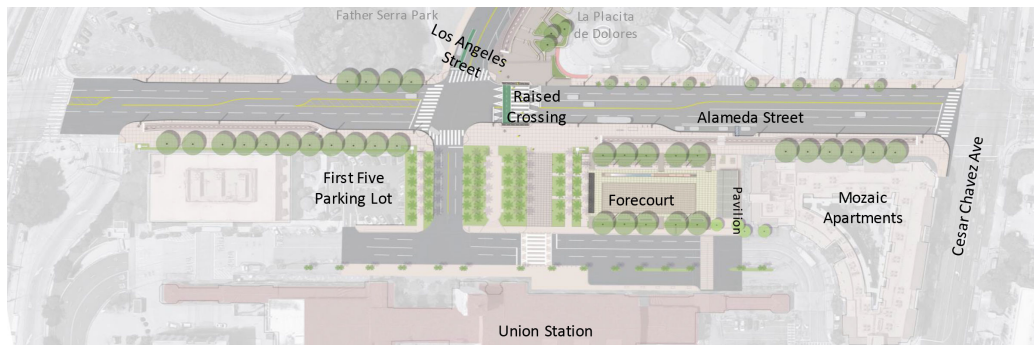 Father Serra Park
La Placita
de Dolores
Los Angeles
Street
Raised
Crossing
Alameda Street
First Five
Parking Lot
Forecourt
Pavilion
Mozaic
Apartments
Cesar Chavez Ave
Union Station